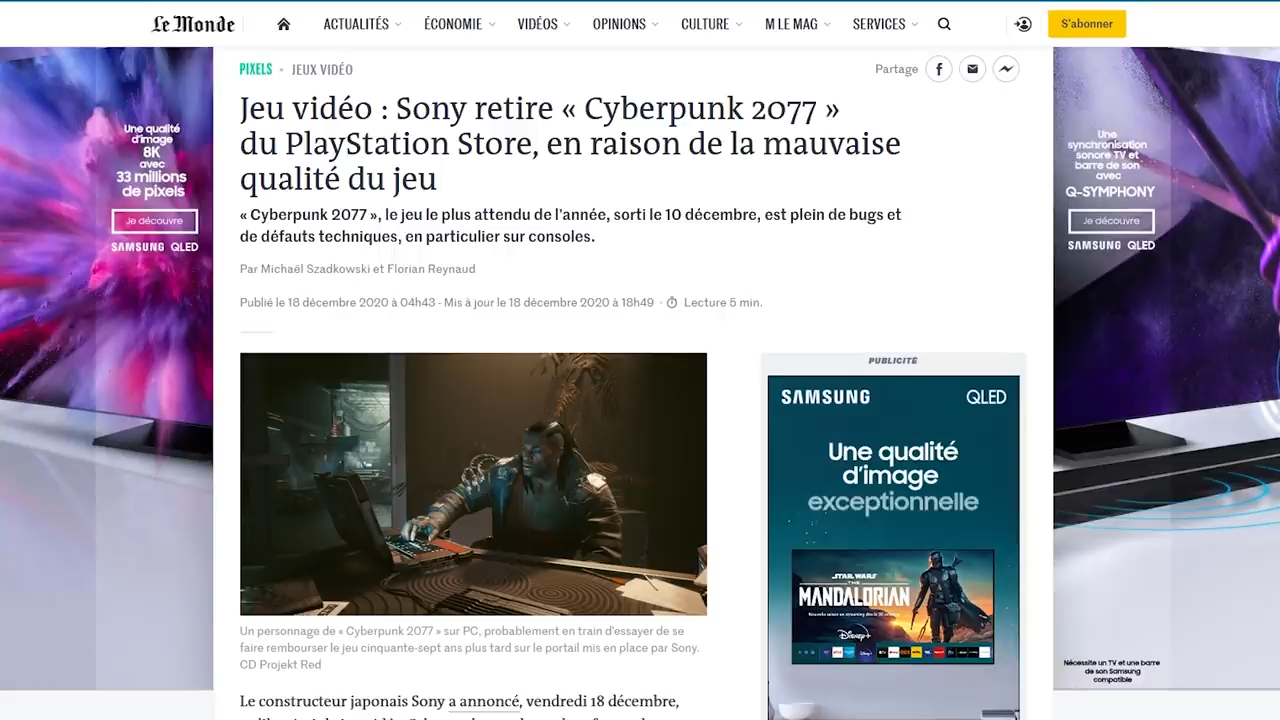 Le Monde
ACTUALITÉS
ÉCONOMIE
VIDÉOS
OPINIONS
CULTURE
M LE MAG
SERVICES
S'abonner
PIXELS • JEUX VIDÉO
Partage
Jeu vidéo : Sony retire « Cyberpunk 2077 »
du PlayStation Store, en raison de la mauvaise
qualité du jeu
« Cyberpunk 2077 », le jeu le plus attendu de l'année, sorti le 10 décembre, est plein de bugs et
de défauts techniques, en particulier sur consoles.
Par Michaël Szadkowski et Florian Reynaud
Publié le 18 décembre 2020 à 04h43 - Mis à jour le 18 décembre 2020 à 18h49 · Lecture 5 min.
Un personnage de « Cyberpunk 2077 » sur PC, probablement en train d'essayer de se
faire rembourser le jeu cinquante-sept ans plus tard sur le portail mis en place par Sony.
CD Projekt Red
Le constructeur japonais Sony a annoncé, vendredi 18 décembre,
Une qualité
d'image
8K
avec
33 millions
de pixels
Je découvre
SAMSUNG QLED
PUBLICITÉ
SAMSUNG QLED
Une qualité
d'image
exceptionnelle
STAR WARS
THE
MANDALORIAN
Disney+
Une
synchronisation
sonore TV et
barre de son
avec
Q-SYMPHONY
Je découvre
SAMSUNG QLED
Nécessite un TV et une barre
de son Samsung
compatible